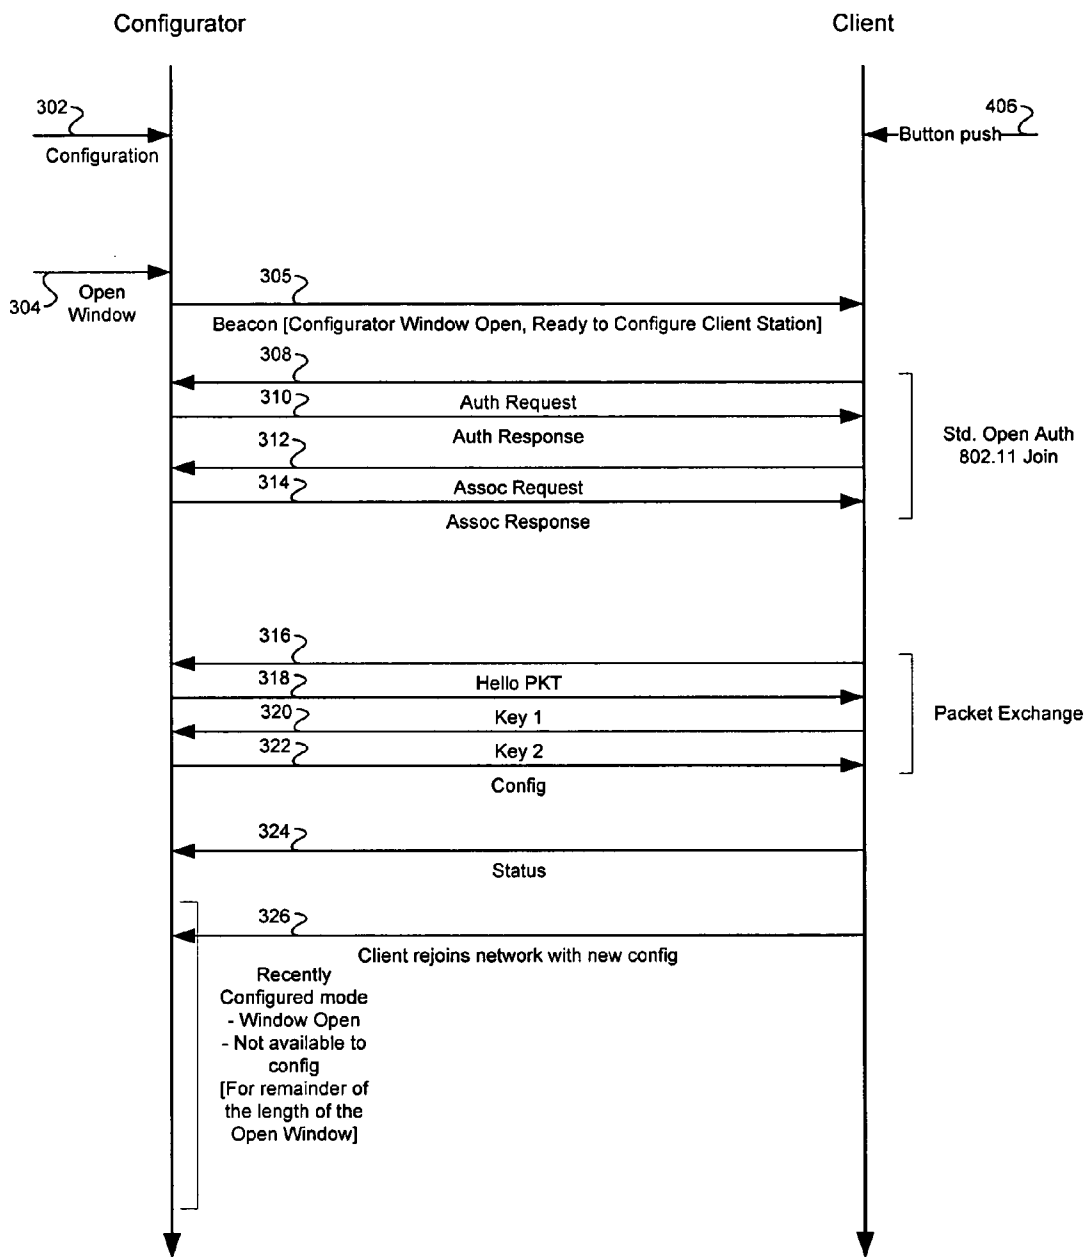 Configurator
Client
302
Configuration
406
Button push
304
Open
Window
305
Beacon [Configurator Window Open, Ready to Configure Client Station]
308
Auth Request
310
Auth Response
312
Assoc Request
314
Assoc Response
Std. Open Auth
802.11 Join
316
Hello PKT
318
Key 1
320
Key 2
322
Config
Packet Exchange
324
Status
326
Client rejoins network with new config
Recently
Configured mode
- Window Open
- Not available to
config
[For remainder of
the length of the
Open Window]